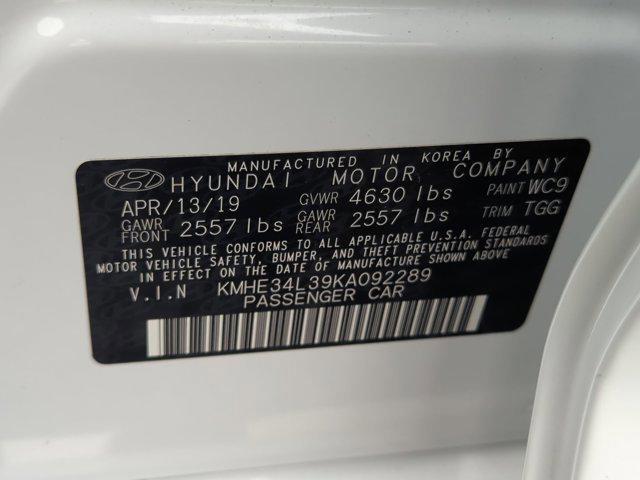 MANUFACTURED IN KOREA BY
HYUNDAI MOTOR COMPANY
APR/13/19 GVWR 4630 lbs PAINT WC9
GAWR FRONT 2557 lbs GAWR REAR 2557 lbs TRIM TGG
THIS VEHICLE CONFORMS TO ALL APPLICABLE U.S.A. FEDERAL
MOTOR VEHICLE SAFETY, BUMPER, AND THEFT PREVENTION STANDARDS
IN EFFECT ON THE DATE OF MANUFACTURE SHOWN ABOVE.
V.I.N KMHE34L39KA092289
PASSENGER CAR